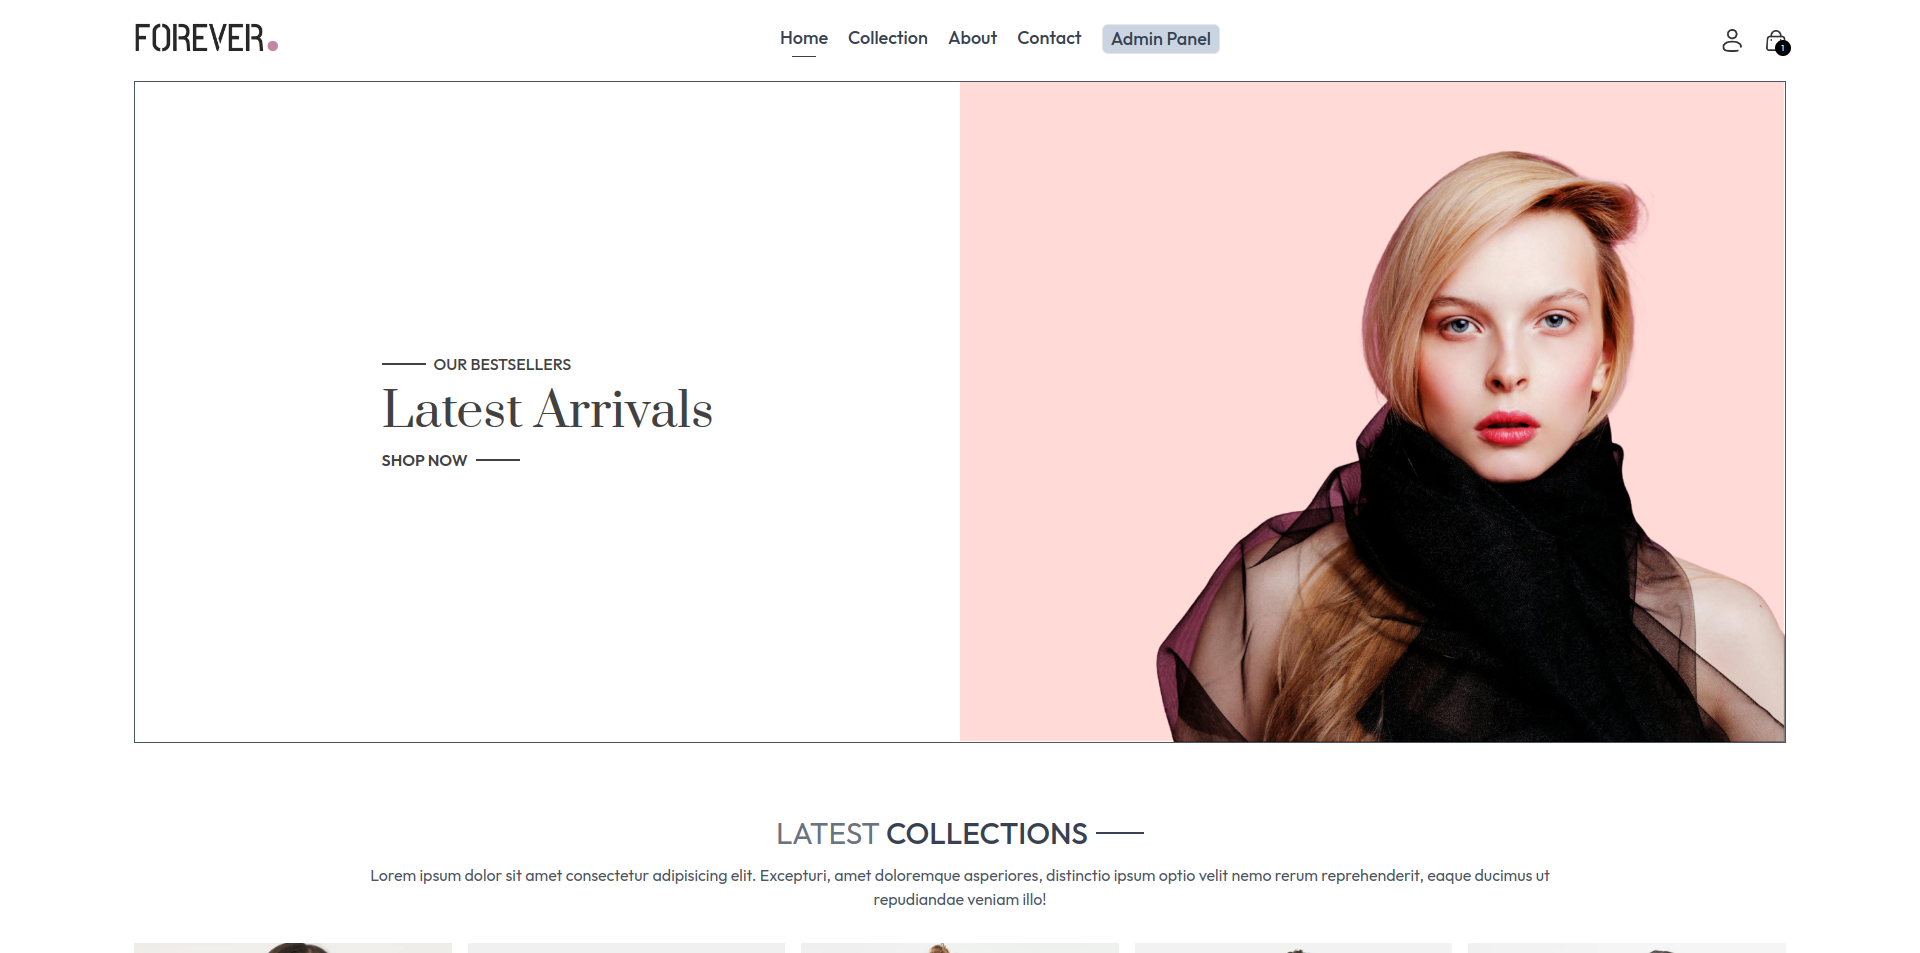 FOREVER.
Home Collection About Contact Admin Panel
1
OUR BESTSELLERS
Latest Arrivals
SHOP NOW
LATEST COLLECTIONS
Lorem ipsum dolor sit amet consectetur adipisicing elit. Excepturi, amet doloremque asperiores, distinctio ipsum optio velit nemo rerum reprehenderit, eaque ducimus ut
repudiandae veniam illo!